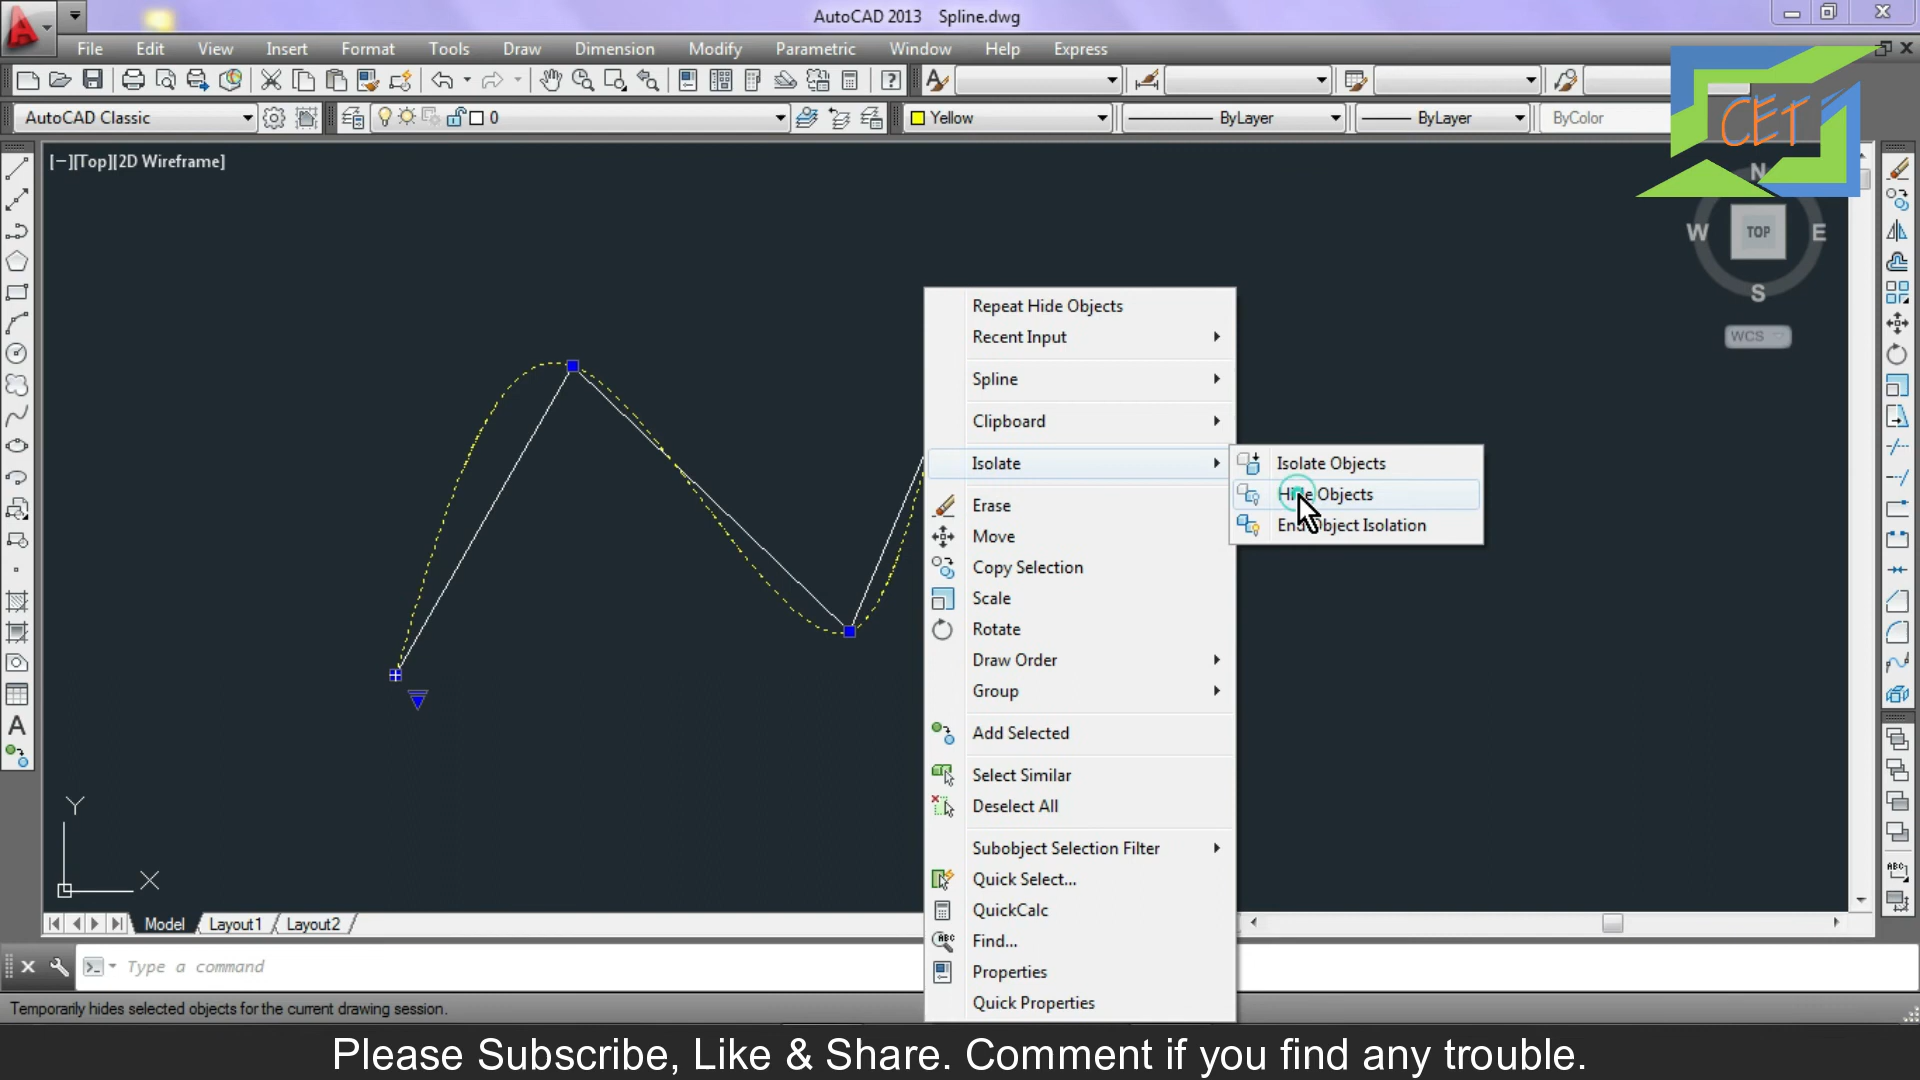 AutoCAD 2013 Spline.dwg
File Edit View Insert Format Tools Draw Dimension Modify Parametric Window Help Express
AutoCAD Classic
0
Yellow
ByLayer
ByLayer
ByColor
CET
[−][Top][2D Wireframe]
N
W
TOP
E
S
WCS
Repeat Hide Objects
Recent Input
Spline
Clipboard
Isolate
Isolate Objects
Hide Objects
End Object Isolation
Erase
Move
Copy Selection
Scale
Rotate
Draw Order
Group
Add Selected
Select Similar
Deselect All
Subobject Selection Filter
Quick Select...
QuickCalc
Find...
Properties
Quick Properties
A
Y
X
Model Layout1 Layout2
Type a command
Temporarily hides selected objects for the current drawing session.
Please Subscribe, Like & Share. Comment if you find any trouble.